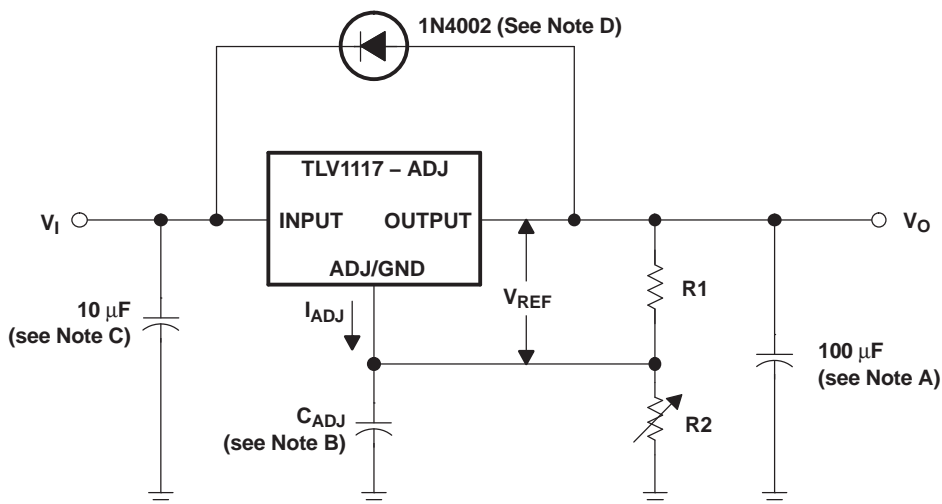 1N4002 (See Note D)
TLV1117 – ADJ
V_I
INPUT
OUTPUT
V_O
ADJ/GND
10 μF
(see Note C)
I_ADJ
V_REF
R1
100 μF
(see Note A)
C_ADJ
(see Note B)
R2